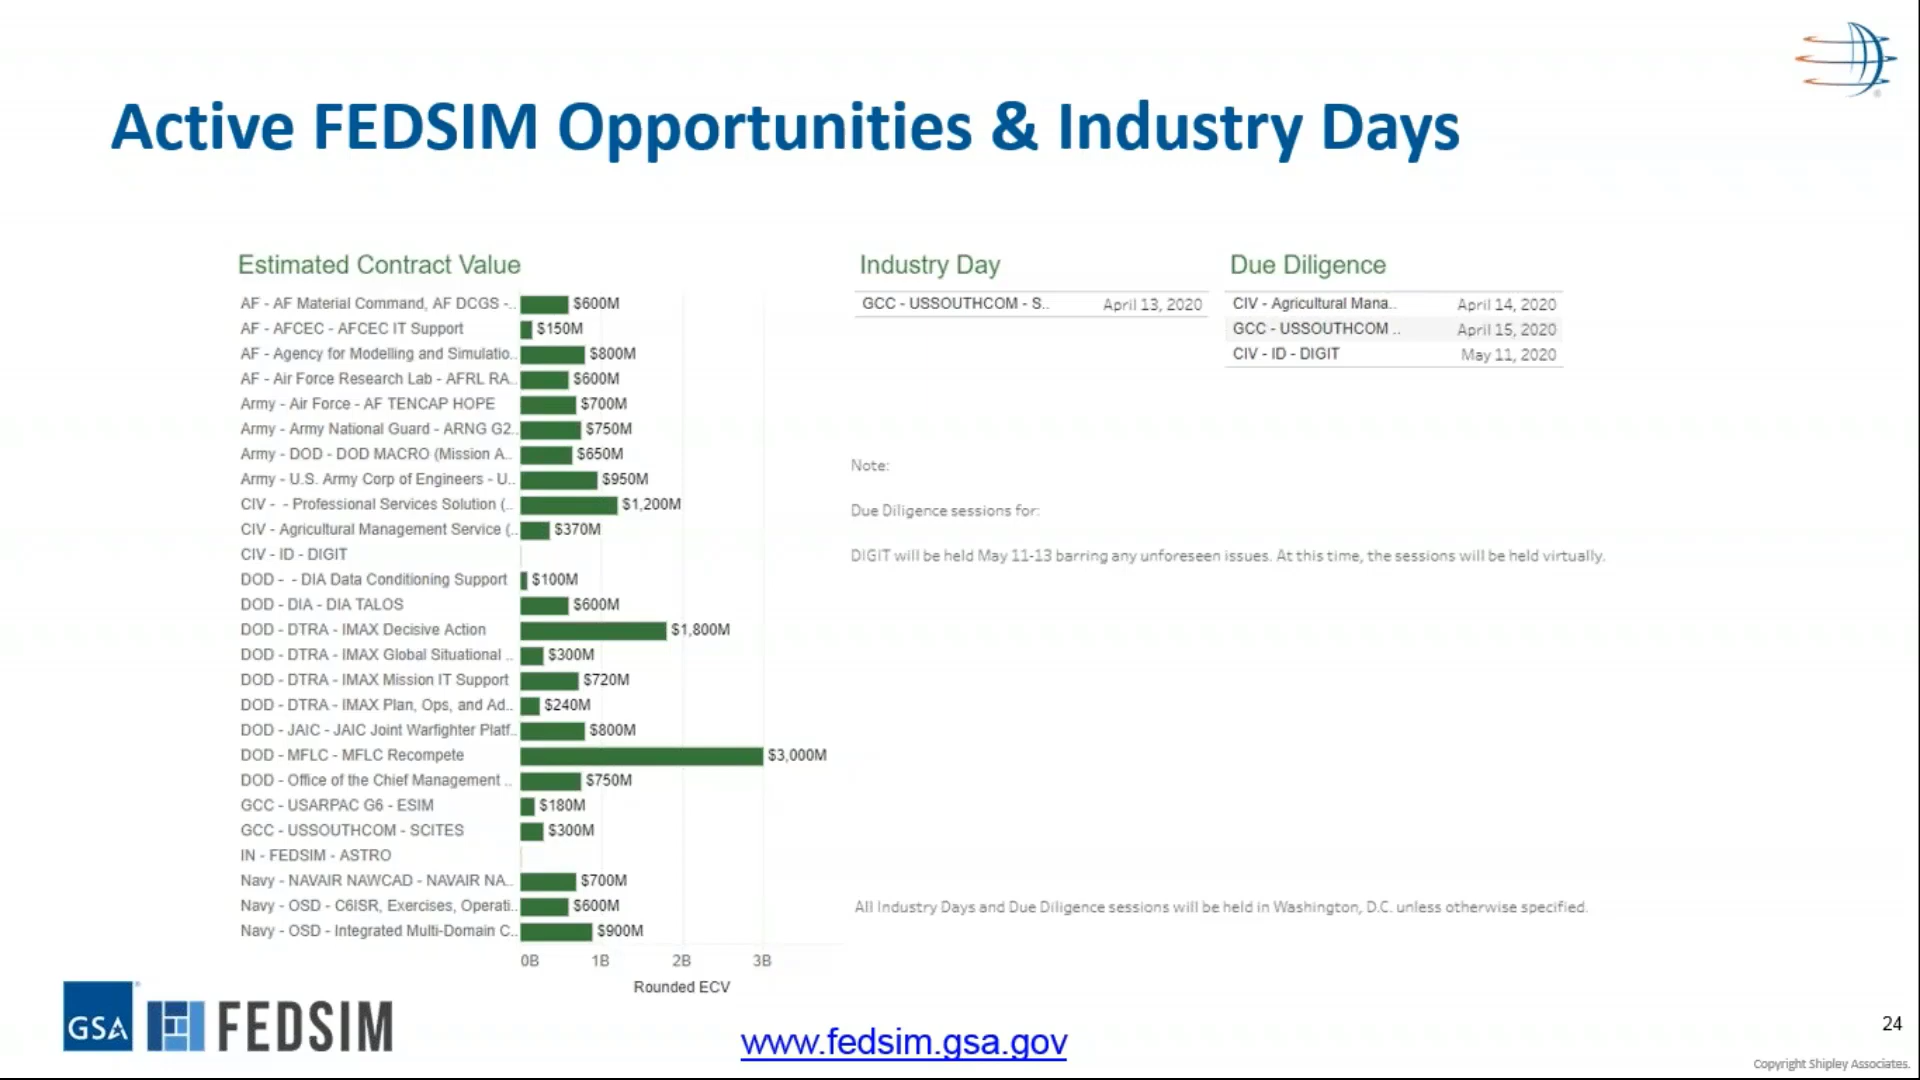 Active FEDSIM Opportunities & Industry Days
Estimated Contract Value
AF - AF Material Command, AF DCGS -.. $600M
AF - AFCEC - AFCEC IT Support $150M
AF - Agency for Modelling and Simulatio.. $800M
AF - Air Force Research Lab - AFRL RA.. $600M
Army - Air Force - AF TENCAP HOPE $700M
Army - Army National Guard - ARNG G2.. $750M
Army - DOD - DOD MACRO (Mission A.. $650M
Army - U.S. Army Corp of Engineers - U.. $950M
CIV - - Professional Services Solution (.. $1,200M
CIV - Agricultural Management Service (.. $370M
CIV - ID - DIGIT
DOD - - DIA Data Conditioning Support $100M
DOD - DIA - DIA TALOS $600M
DOD - DTRA - IMAX Decisive Action $1,800M
DOD - DTRA - IMAX Global Situational .. $300M
DOD - DTRA - IMAX Mission IT Support $720M
DOD - DTRA - IMAX Plan, Ops, and Ad.. $240M
DOD - JAIC - JAIC Joint Warfighter Platf.. $800M
DOD - MFLC - MFLC Recompete $3,000M
DOD - Office of the Chief Management .. $750M
GCC - USARPAC G6 - ESIM $180M
GCC - USSOUTHCOM - SCITES $300M
IN - FEDSIM - ASTRO
Navy - NAVAIR NAWCAD - NAVAIR NA.. $700M
Navy - OSD - C6ISR, Exercises, Operati.. $600M
Navy - OSD - Integrated Multi-Domain C.. $900M
0B 1B 2B 3B
Rounded ECV
Industry Day
GCC - USSOUTHCOM - S.. April 13, 2020
Due Diligence
CIV - Agricultural Mana.. April 14, 2020
GCC - USSOUTHCOM .. April 15, 2020
CIV - ID - DIGIT May 11, 2020
Note:
Due Diligence sessions for:
DIGIT will be held May 11-13 barring any unforeseen issues. At this time, the sessions will be held virtually.
All Industry Days and Due Diligence sessions will be held in Washington, D.C. unless otherwise specified.
GSA FEDSIM
www.fedsim.gsa.gov
24
Copyright Shipley Associates.